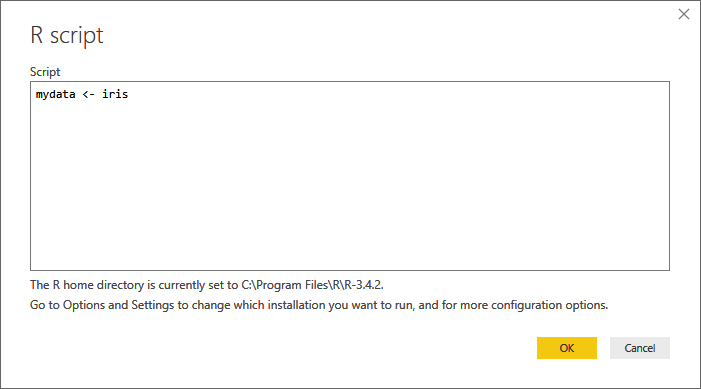 R script
Script
mydata <- iris
The R home directory is currently set to C:\Program Files\R\R-3.4.2.
Go to Options and Settings to change which installation you want to run, and for more configuration options.
OK
Cancel